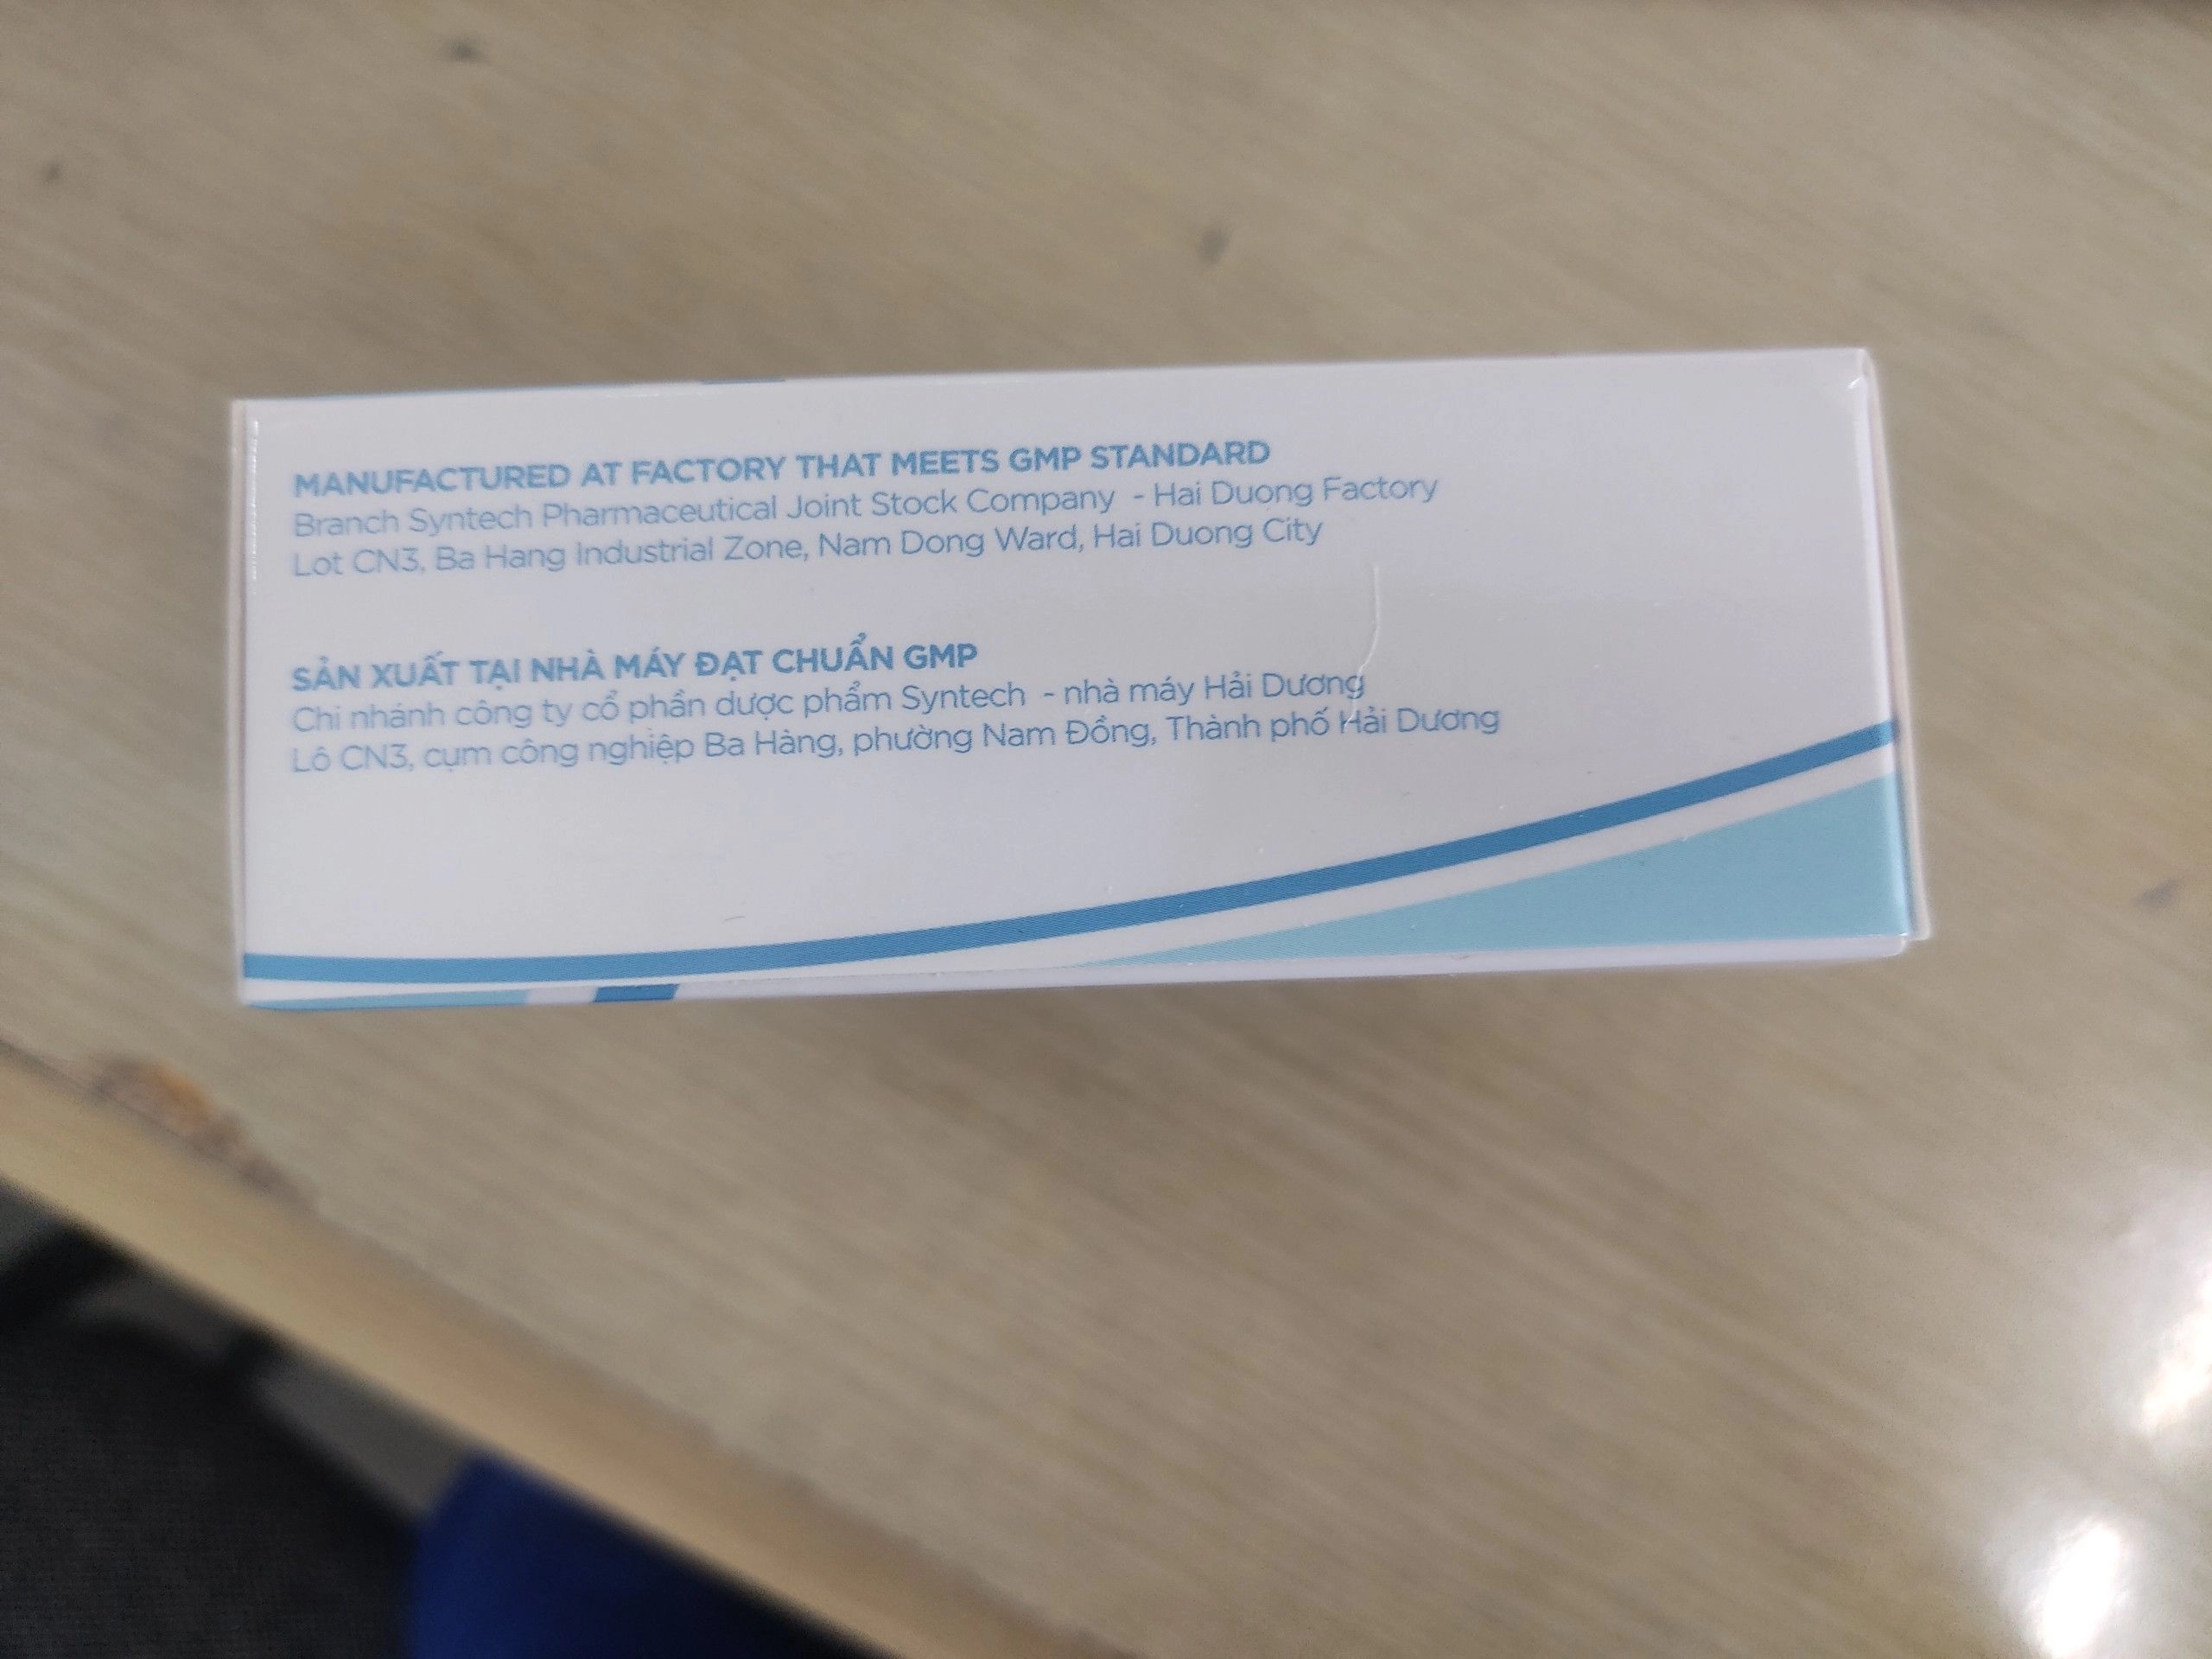 MANUFACTURED AT FACTORY THAT MEETS GMP STANDARD
Branch Syntech Pharmaceutical Joint Stock Company - Hai Duong Factory
Lot CN3, Ba Hang Industrial Zone, Nam Dong Ward, Hai Duong City
SẢN XUẤT TẠI NHÀ MÁY ĐẠT CHUẨN GMP
Chi nhánh công ty cổ phần dược phẩm Syntech - nhà máy Hải Dương
Lô CN3, cụm công nghiệp Ba Hàng, phường Nam Đồng, Thành phố Hải Dương